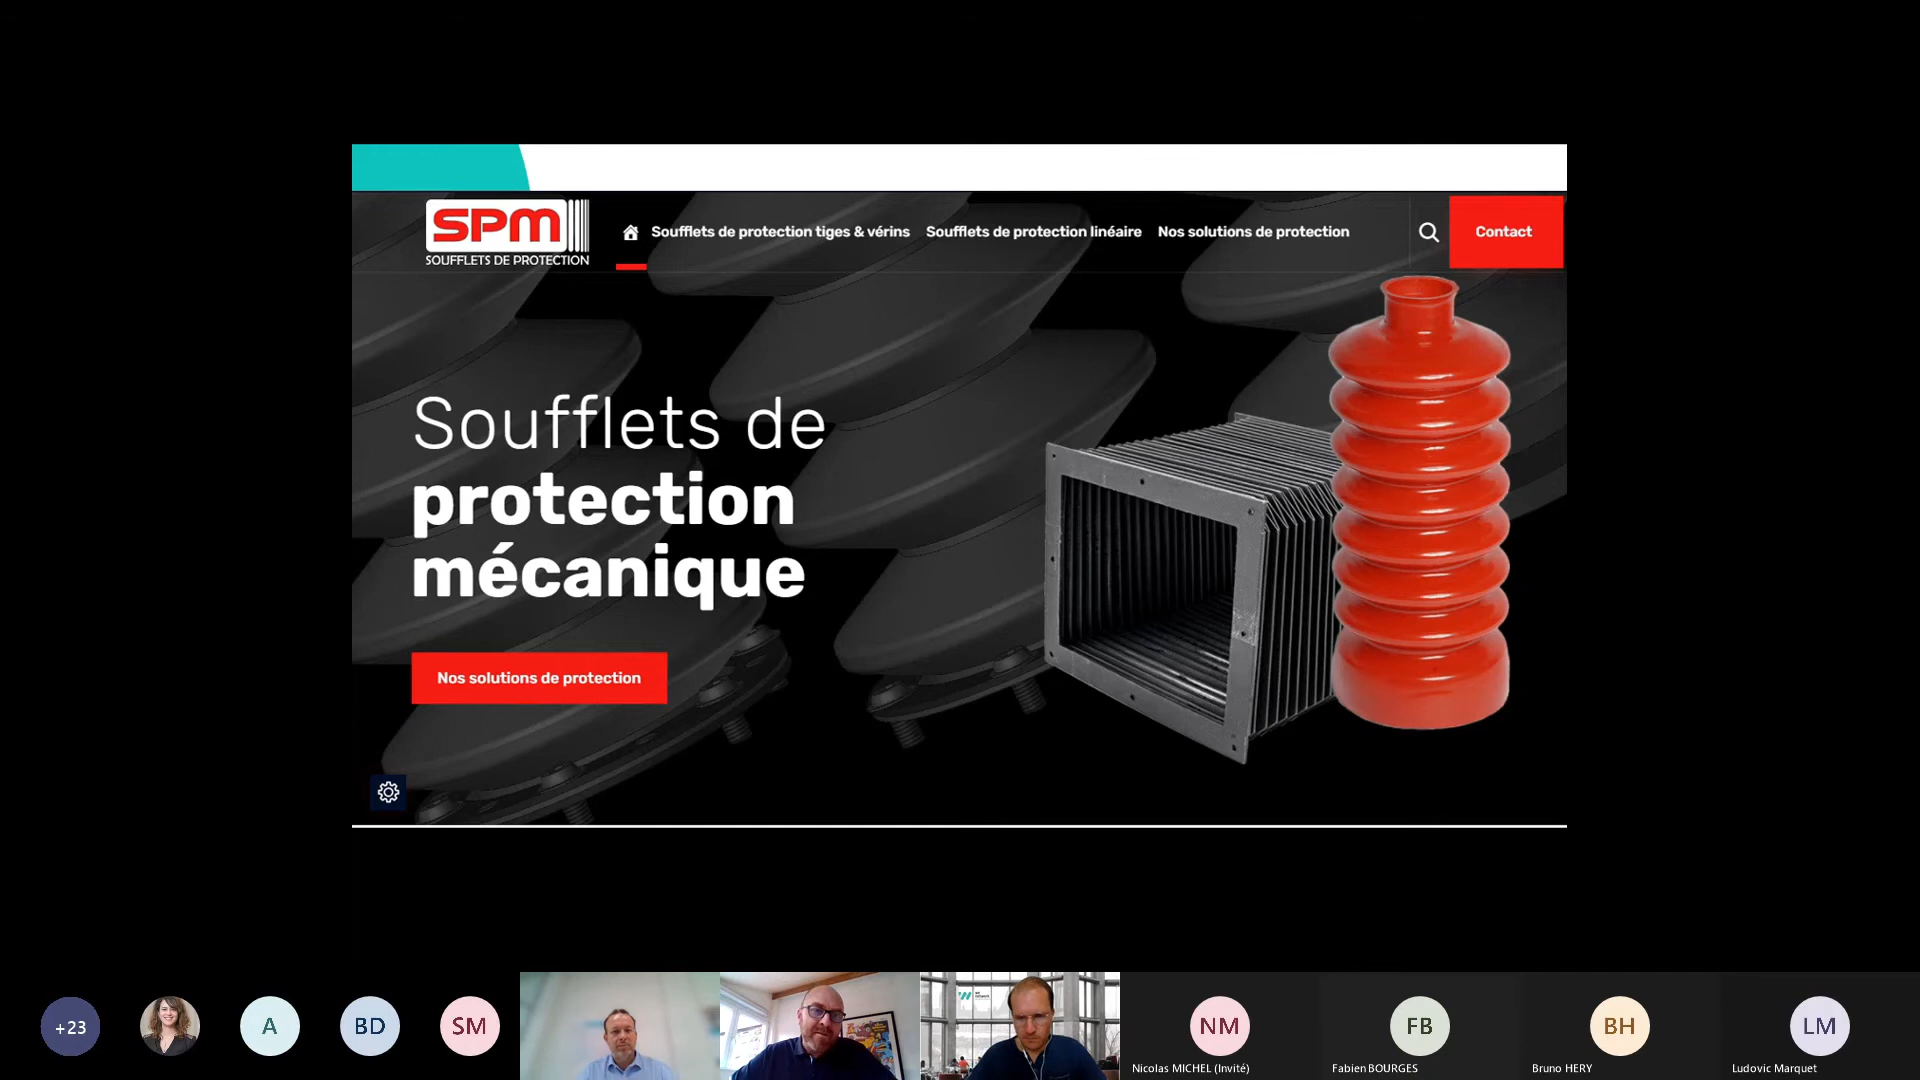 SPM
SOUFFLETS DE PROTECTION
Soufflets de protection tiges & vérins
Soufflets de protection linéaire
Nos solutions de protection
Contact
Soufflets de
protection
mécanique
Nos solutions de protection
+23
A
BD
SM
NM
Nicolas MICHEL (Invité)
FB
Fabien BOURGES
BH
Bruno HERY
LM
Ludovic Marquet